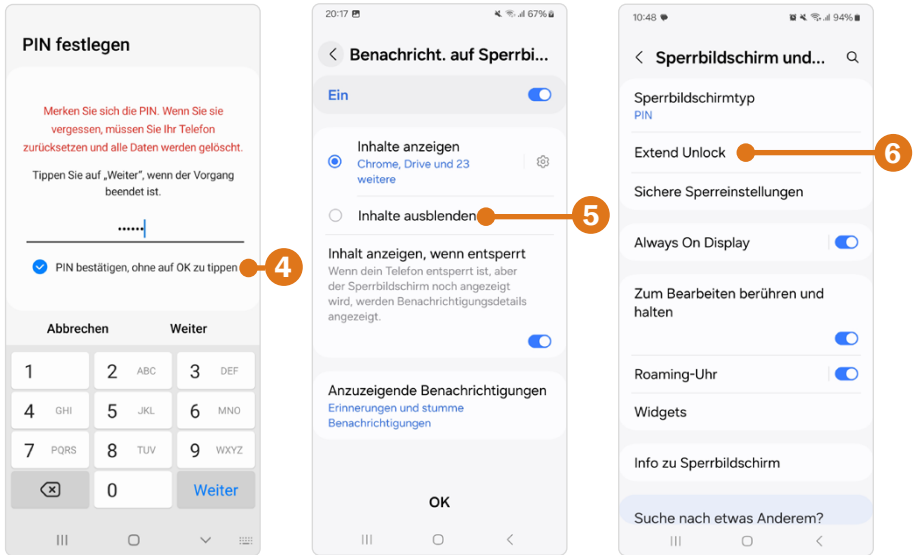 PIN festlegen
Merken Sie sich die PIN. Wenn Sie sie
vergessen, müssen Sie Ihr Telefon
zurücksetzen und alle Daten werden gelöscht.
Tippen Sie auf „Weiter", wenn der Vorgang
beendet ist.
••••••
PIN bestätigen, ohne auf OK zu tippen
4
Abbrechen Weiter
1 2 ABC 3 DEF
4 GHI 5 JKL 6 MNO
7 PQRS 8 TUV 9 WXYZ
0 Weiter
20:17 67%
Benachricht. auf Sperrbi...
Ein
Inhalte anzeigen
Chrome, Drive und 23
weitere
Inhalte ausblenden
5
Inhalt anzeigen, wenn entsperrt
Wenn dein Telefon entsperrt ist, aber
der Sperrbildschirm noch angezeigt
wird, werden Benachrichtigungsdetails
angezeigt.
Anzuzeigende Benachrichtigungen
Erinnerungen und stumme
Benachrichtigungen
OK
10:48 94%
Sperrbildschirm und...
Sperrbildschirmtyp
PIN
Extend Unlock
6
Sichere Sperreinstellungen
Always On Display
Zum Bearbeiten berühren und
halten
Roaming-Uhr
Widgets
Info zu Sperrbildschirm
Suche nach etwas Anderem?